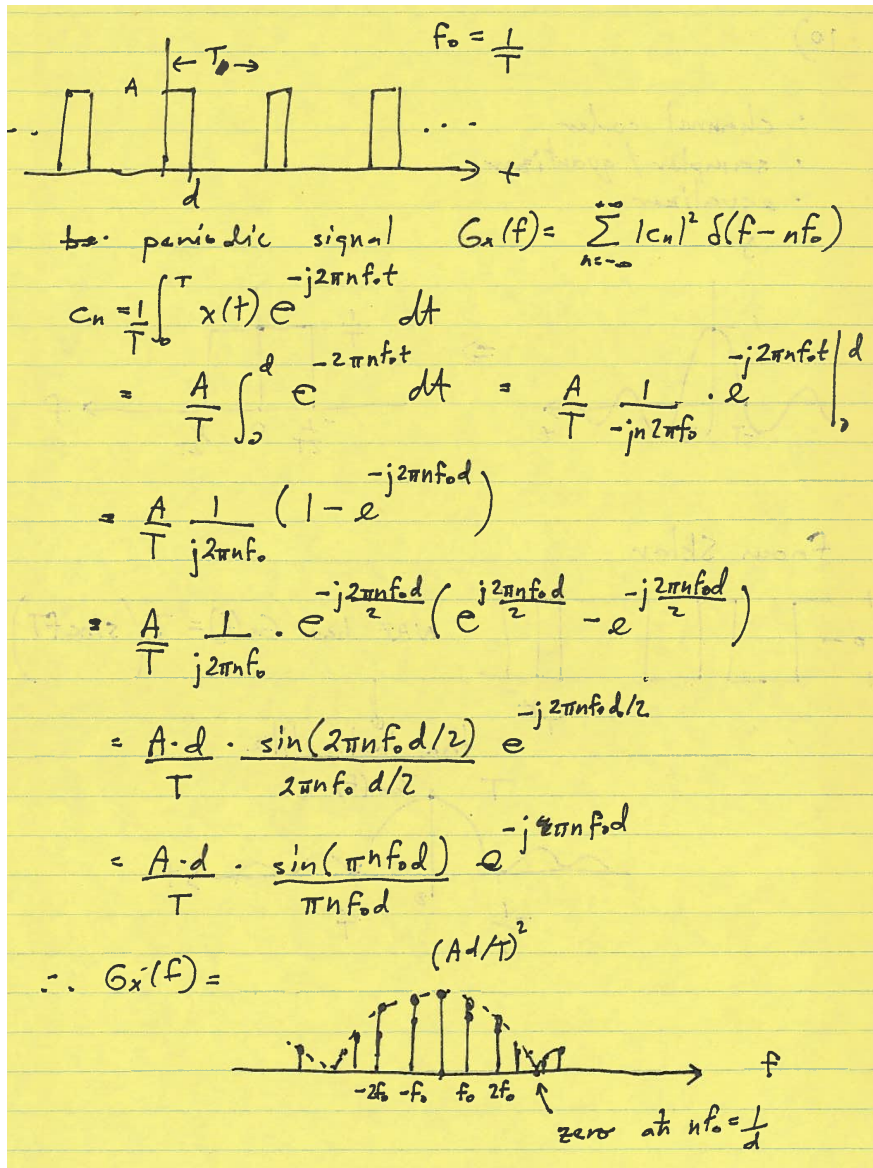 f₀ = 1/T
← T₀ →
A
... ...
d t
periodic signal Gₓ(f) = ∑_{n=-∞}^{+∞} |cₙ|² δ(f - nf₀)
cₙ = 1/T ∫₀^T x(t) e^{-j2πnf₀t} dt
= A/T ∫₀^d e^{-2πnf₀t} dt = A/T 1/(-jn2πf₀) · e^{-j2πnf₀t} |₀^d
= A/T 1/(j2πnf₀) (1 - e^{-j2πnf₀d})
= A/T 1/(j2πnf₀) · e^{-j2πnf₀d/2} (e^{j2πnf₀d/2} - e^{-j2πnf₀d/2})
= A·d/T · sin(2πnf₀d/2)/(2πnf₀d/2) e^{-j2πnf₀d/2}
= A·d/T · sin(πnf₀d)/(πnf₀d) e^{-jπnf₀d}
(Ad/T)²
∴ Gₓ(f) =
f
-2f₀ -f₀ f₀ 2f₀
zero at nf₀ = 1/d